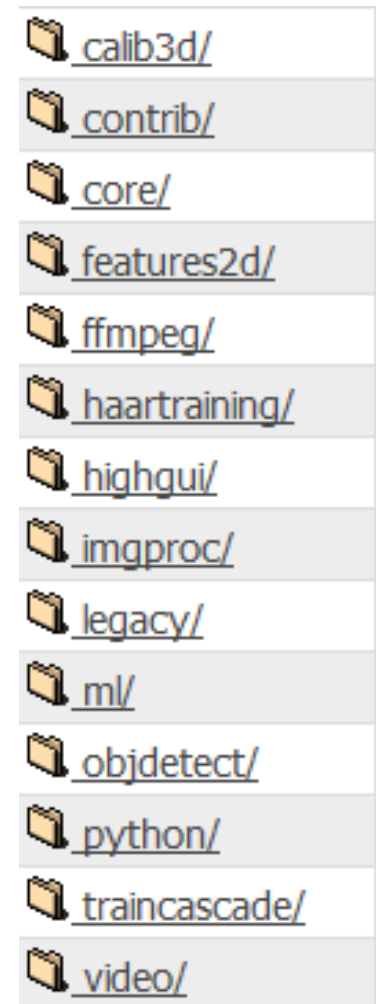 calib3d/
contrib/
core/
features2d/
ffmpeg/
haartraining/
highgui/
imgproc/
legacy/
ml/
objdetect/
python/
traincascade/
video/